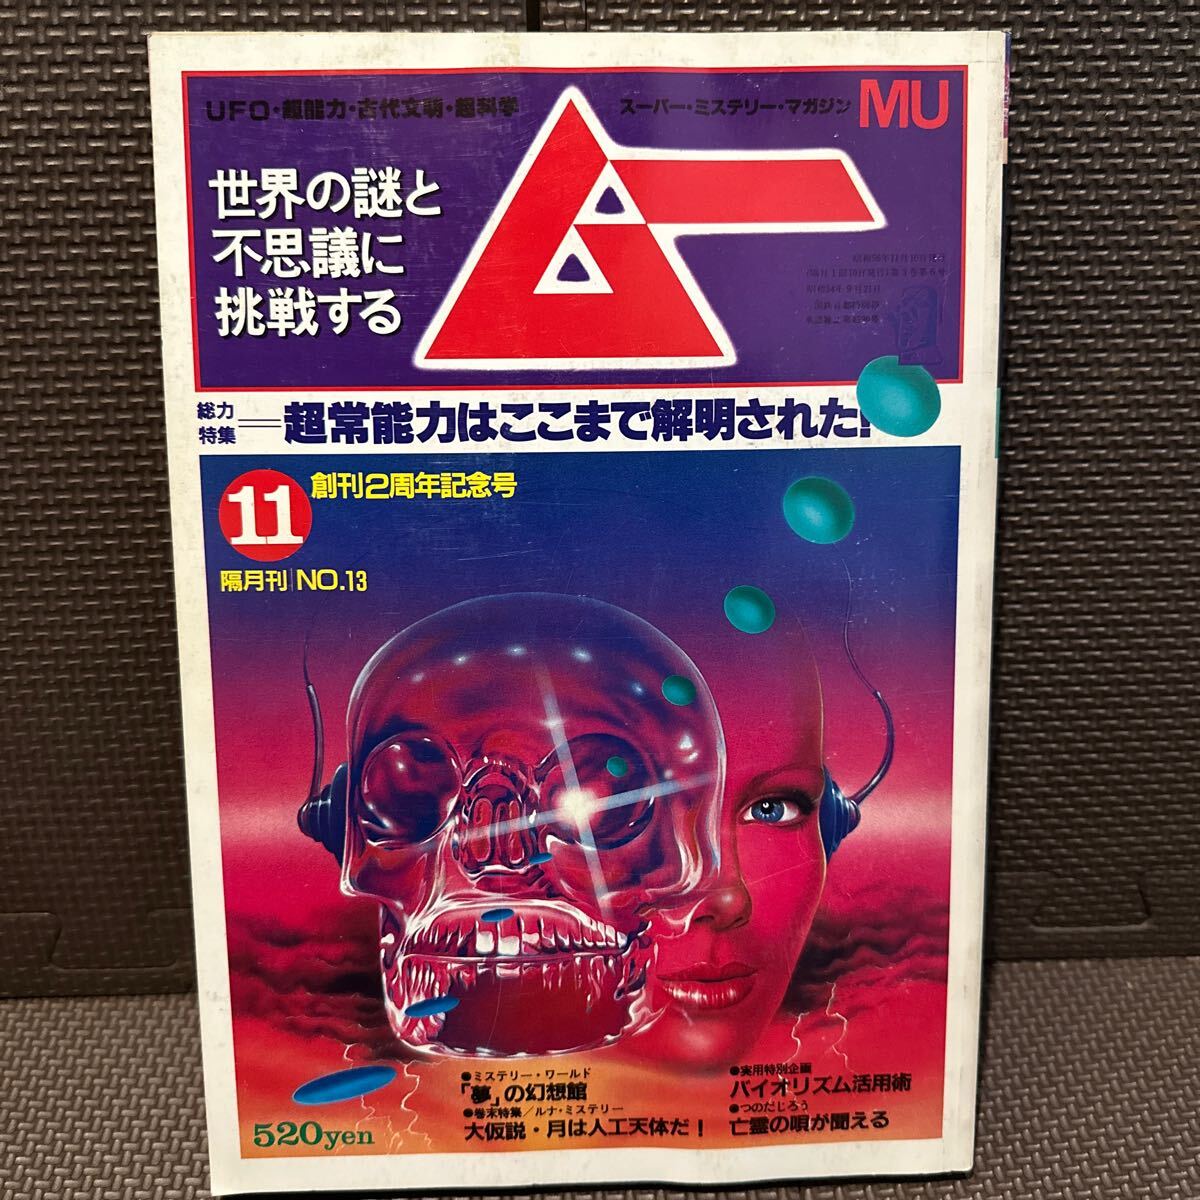 UFO・超能力・古代文明・超科学
スーパー・ミステリー・マガジン
MU
ムー
世界の謎と
不思議に
挑戦する
総力
特集
超常能力はここまで解明された!
11
創刊2周年記念号
隔月刊 NO.13
●ミステリー・ワールド
「夢」の幻想館
●巻末特集/ルナ・ミステリー
大仮説・月は人工天体だ!
●実用特別企画
バイオリズム活用術
●つのだじろう
亡霊の唄が聞える
520yen